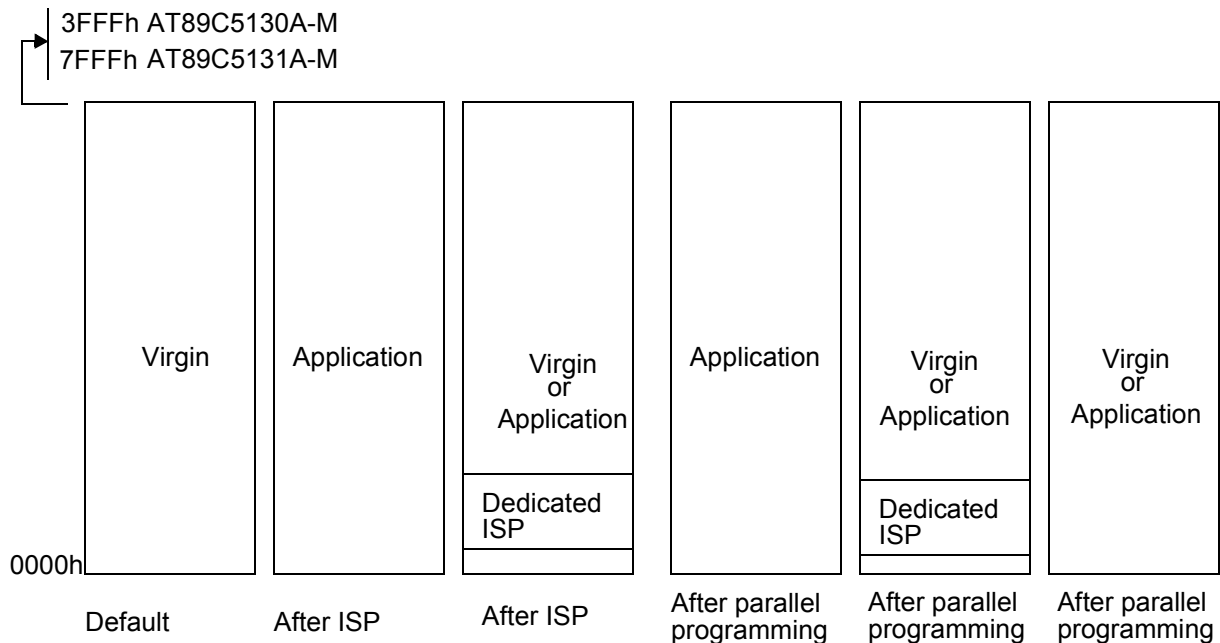 3FFFh AT89C5130A-M
7FFFh AT89C5131A-M
Virgin
Application
Virgin
or
Application
Application
Virgin
or
Application
Virgin
or
Application
Dedicated
ISP
Dedicated
ISP
0000h
Default
After ISP
After ISP
After parallel
programming
After parallel
programming
After parallel
programming